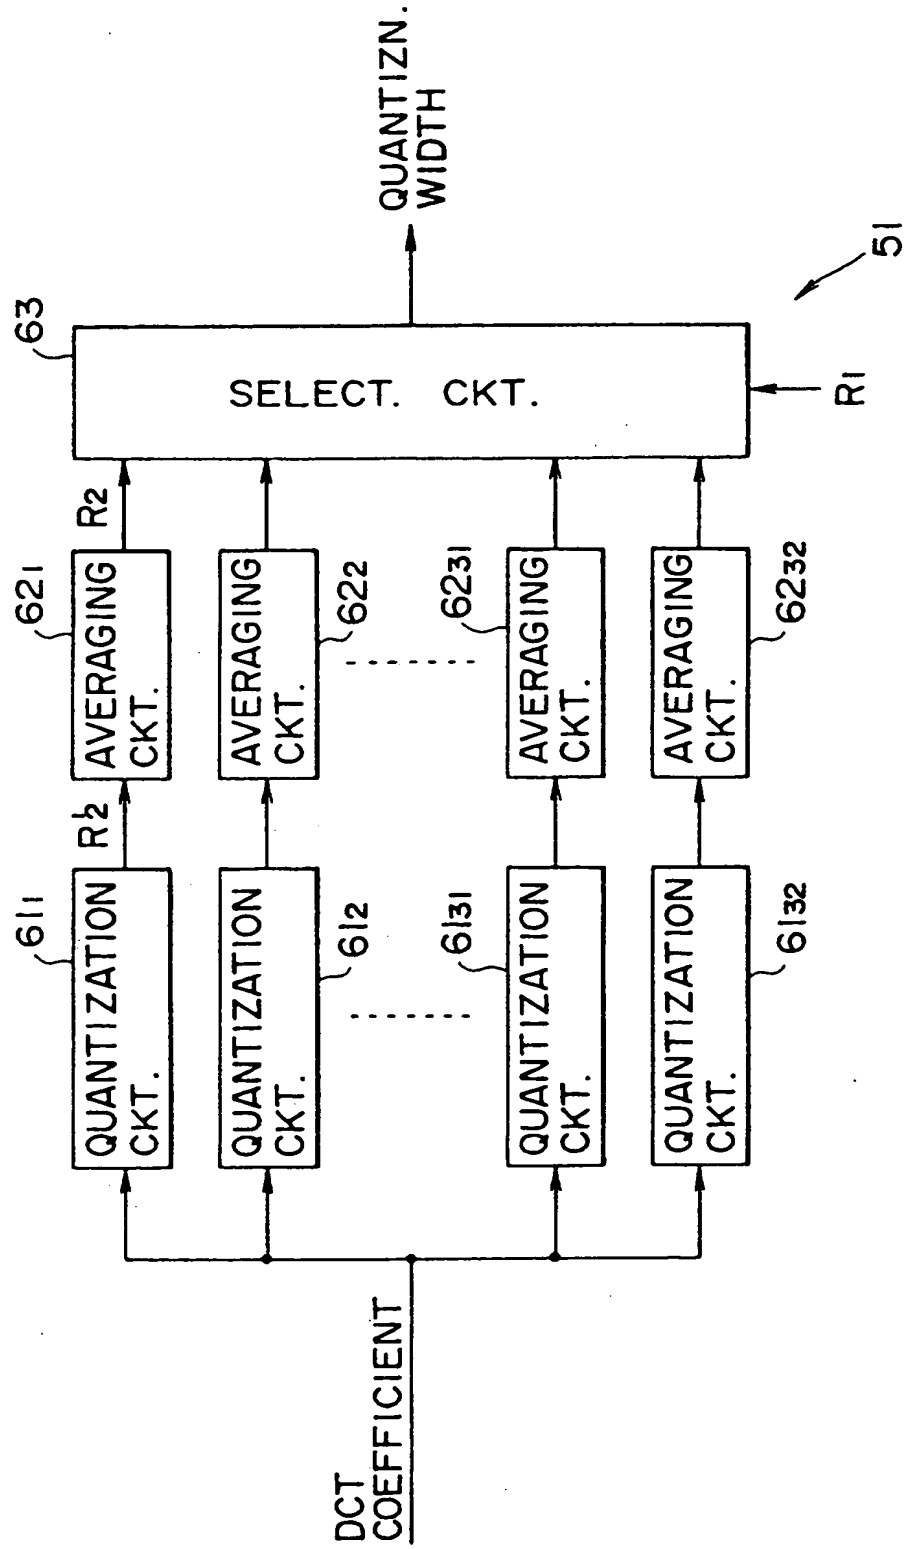 DCT
COEFFICIENT
611
QUANTIZATION
CKT.
R'2
621
AVERAGING
CKT.
R2
612
QUANTIZATION
CKT.
622
AVERAGING
CKT.
6131
QUANTIZATION
CKT.
6231
AVERAGING
CKT.
6132
QUANTIZATION
CKT.
6232
AVERAGING
CKT.
63
SELECT. CKT.
R1
QUANTIZN.
WIDTH
51